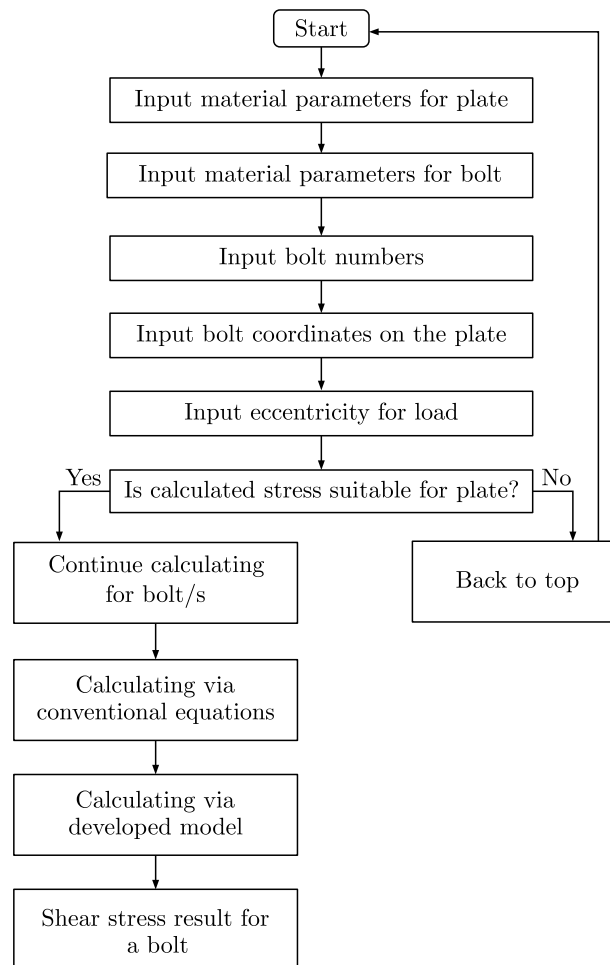 Start
Input material parameters for plate
Input material parameters for bolt
Input bolt numbers
Input bolt coordinates on the plate
Input eccentricity for load
Yes
Is calculated stress suitable for plate?
No
Continue calculating
for bolt/s
Back to top
Calculating via
conventional equations
Calculating via
developed model
Shear stress result for
a bolt